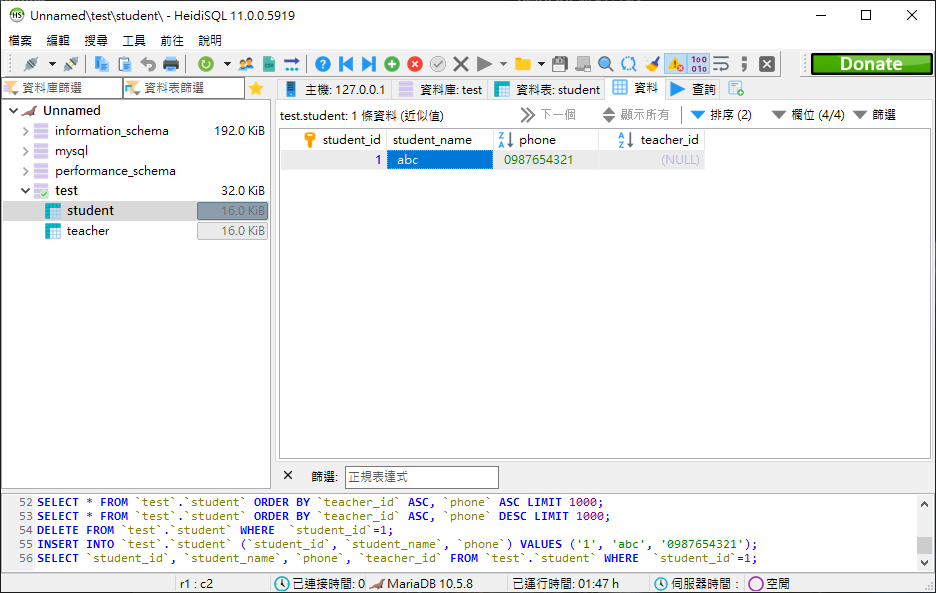 Unnamed\test\student\ - HeidiSQL 11.0.0.5919
檔案 編輯 搜尋 工具 前往 說明
Donate
資料庫篩選 資料表篩選
主機: 127.0.0.1 資料庫: test 資料表: student 資料 查詢
Unnamed
information_schema 192.0 KiB
mysql
performance_schema
test 32.0 KiB
student 16.0 KiB
teacher 16.0 KiB
test.student: 1 條資料 (近似值) 下一個 顯示所有 排序 (2) 欄位 (4/4) 篩選
student_id student_name phone teacher_id
1 abc 0987654321 (NULL)
篩選: 正規表達式
52 SELECT * FROM `test`.`student` ORDER BY `teacher_id` ASC, `phone` ASC LIMIT 1000;
53 SELECT * FROM `test`.`student` ORDER BY `teacher_id` ASC, `phone` DESC LIMIT 1000;
54 DELETE FROM `test`.`student` WHERE `student_id`=1;
55 INSERT INTO `test`.`student` (`student_id`, `student_name`, `phone`) VALUES ('1', 'abc', '0987654321');
56 SELECT `student_id`, `student_name`, `phone`, `teacher_id` FROM `test`.`student` WHERE `student_id`=1;
r1 : c2 已連接時間: 0 MariaDB 10.5.8 已運行時間: 01:47 h 伺服器時間 : 空閒